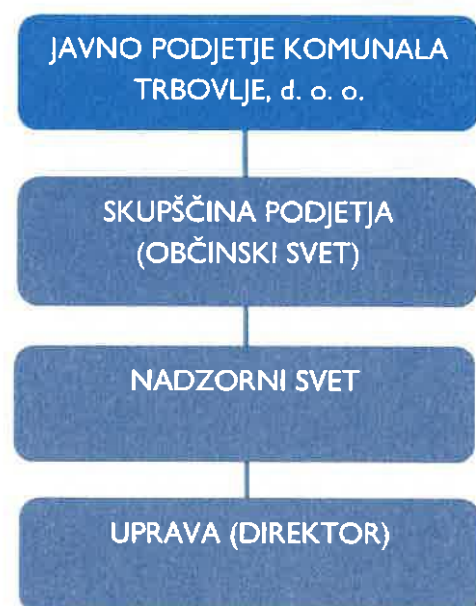 JAVNO PODJETJE KOMUNALA
TRBOVLJE, d. o. o.
SKUPŠČINA PODJETJA
(OBČINSKI SVET)
NADZORNI SVET
UPRAVA (DIREKTOR)